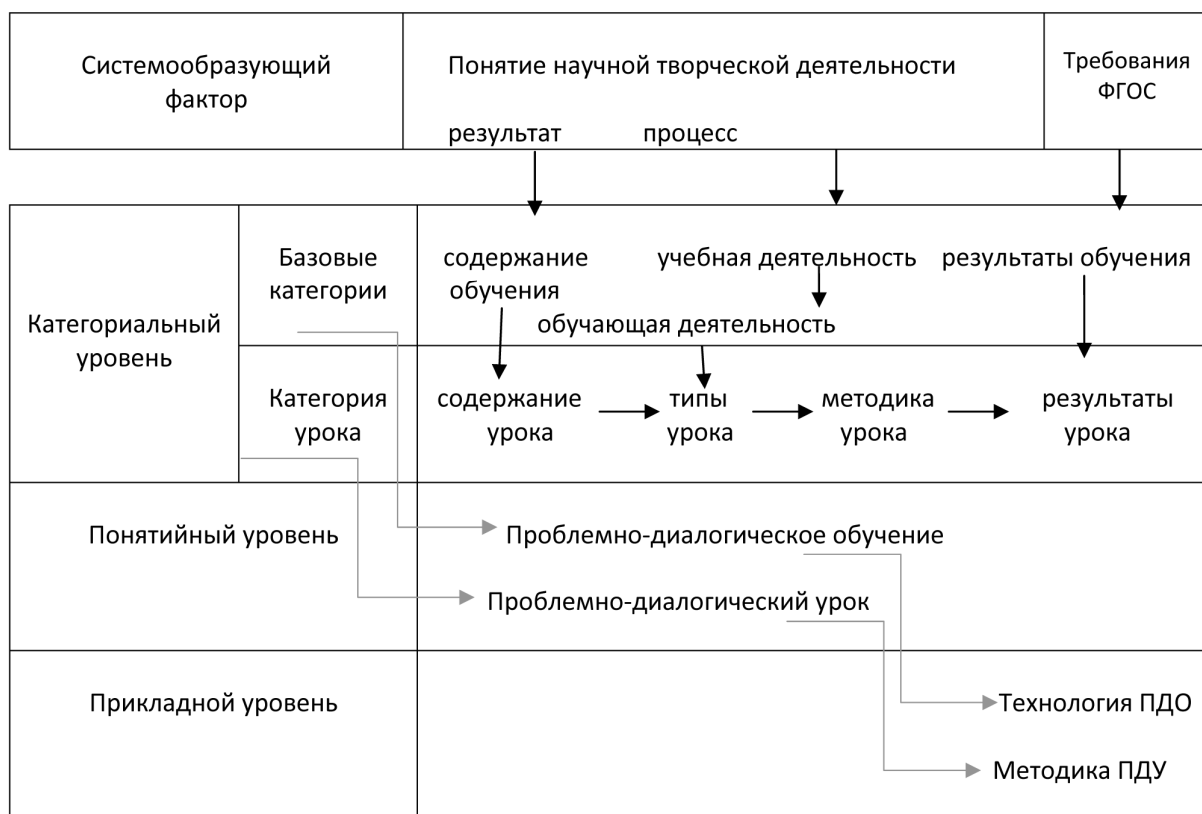 Системообразующий
фактор
Понятие научной творческой деятельности
результат процесс
Требования
ФГОС
Категориальный
уровень
Базовые
категории
содержание
обучения
учебная деятельность
результаты обучения
обучающая деятельность
Категория
урока
содержание
урока
типы
урока
методика
урока
результаты
урока
Понятийный уровень
Проблемно-диалогическое обучение
Проблемно-диалогический урок
Прикладной уровень
Технология ПДО
Методика ПДУ